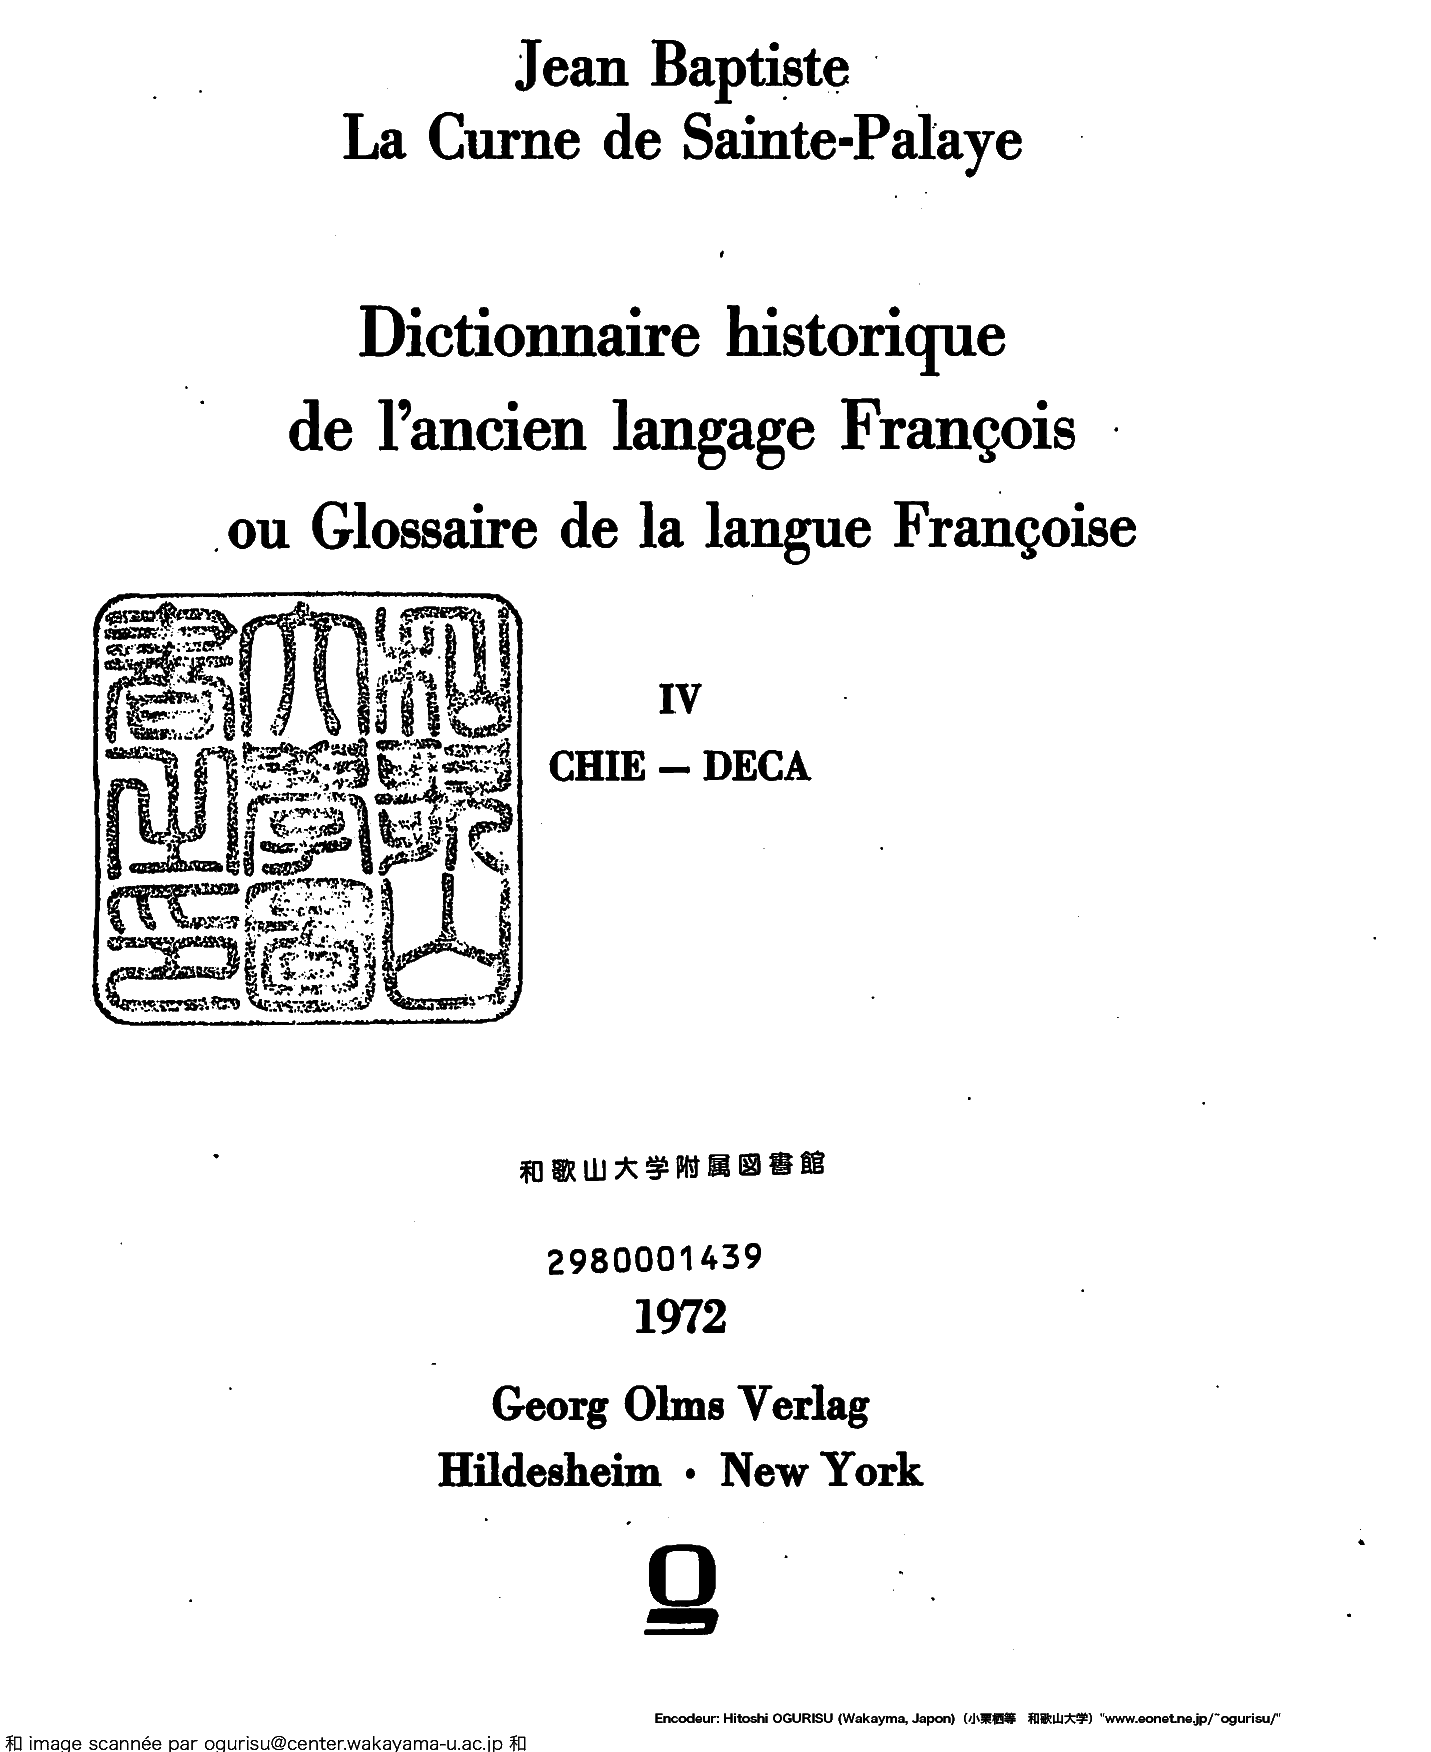 Jean Baptiste
La Curne de Sainte-Palaye
Dictionnaire historique
de l'ancien langage François
ou Glossaire de la langue Françoise
IV
CHIE – DECA
和歌山大学附属図書館
2980001439
1972
Georg Olms Verlag
Hildesheim · New York
Encodeur: Hitoshi OGURISU (Wakayma, Japon) (小栗栖等 和歌山大学) "www.eonet.ne.jp/~ogurisu/"
和 image scannée par ogurisu@center.wakayama-u.ac.jp 和